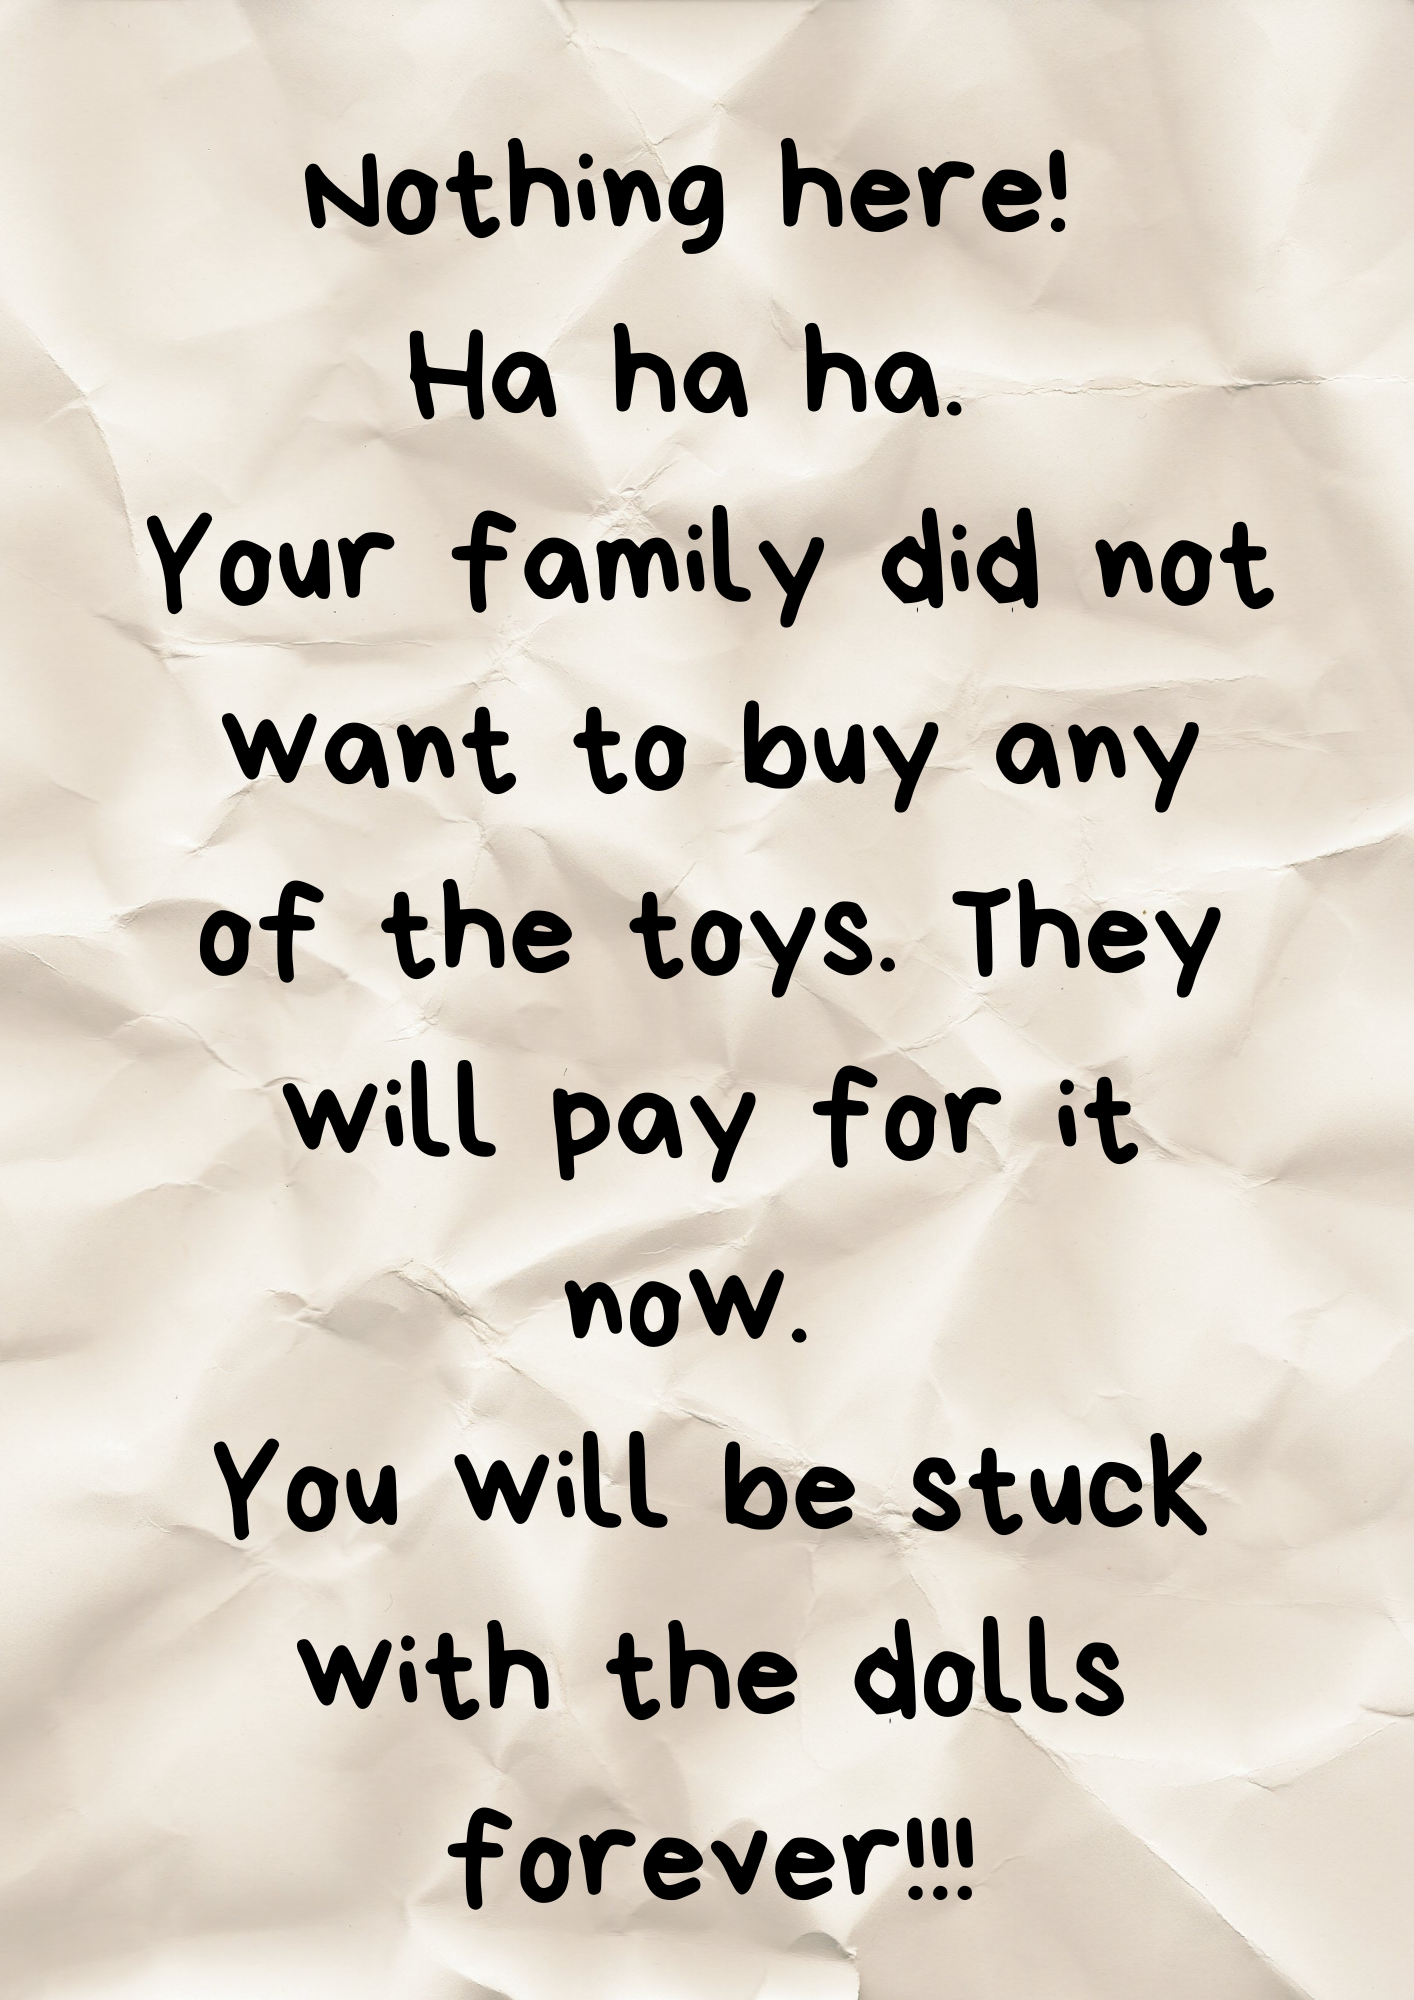 Nothing here!
Ha ha ha.
Your family did not
want to buy any
of the toys. They
will pay for it
now.
You will be stuck
with the dolls
forever!!!